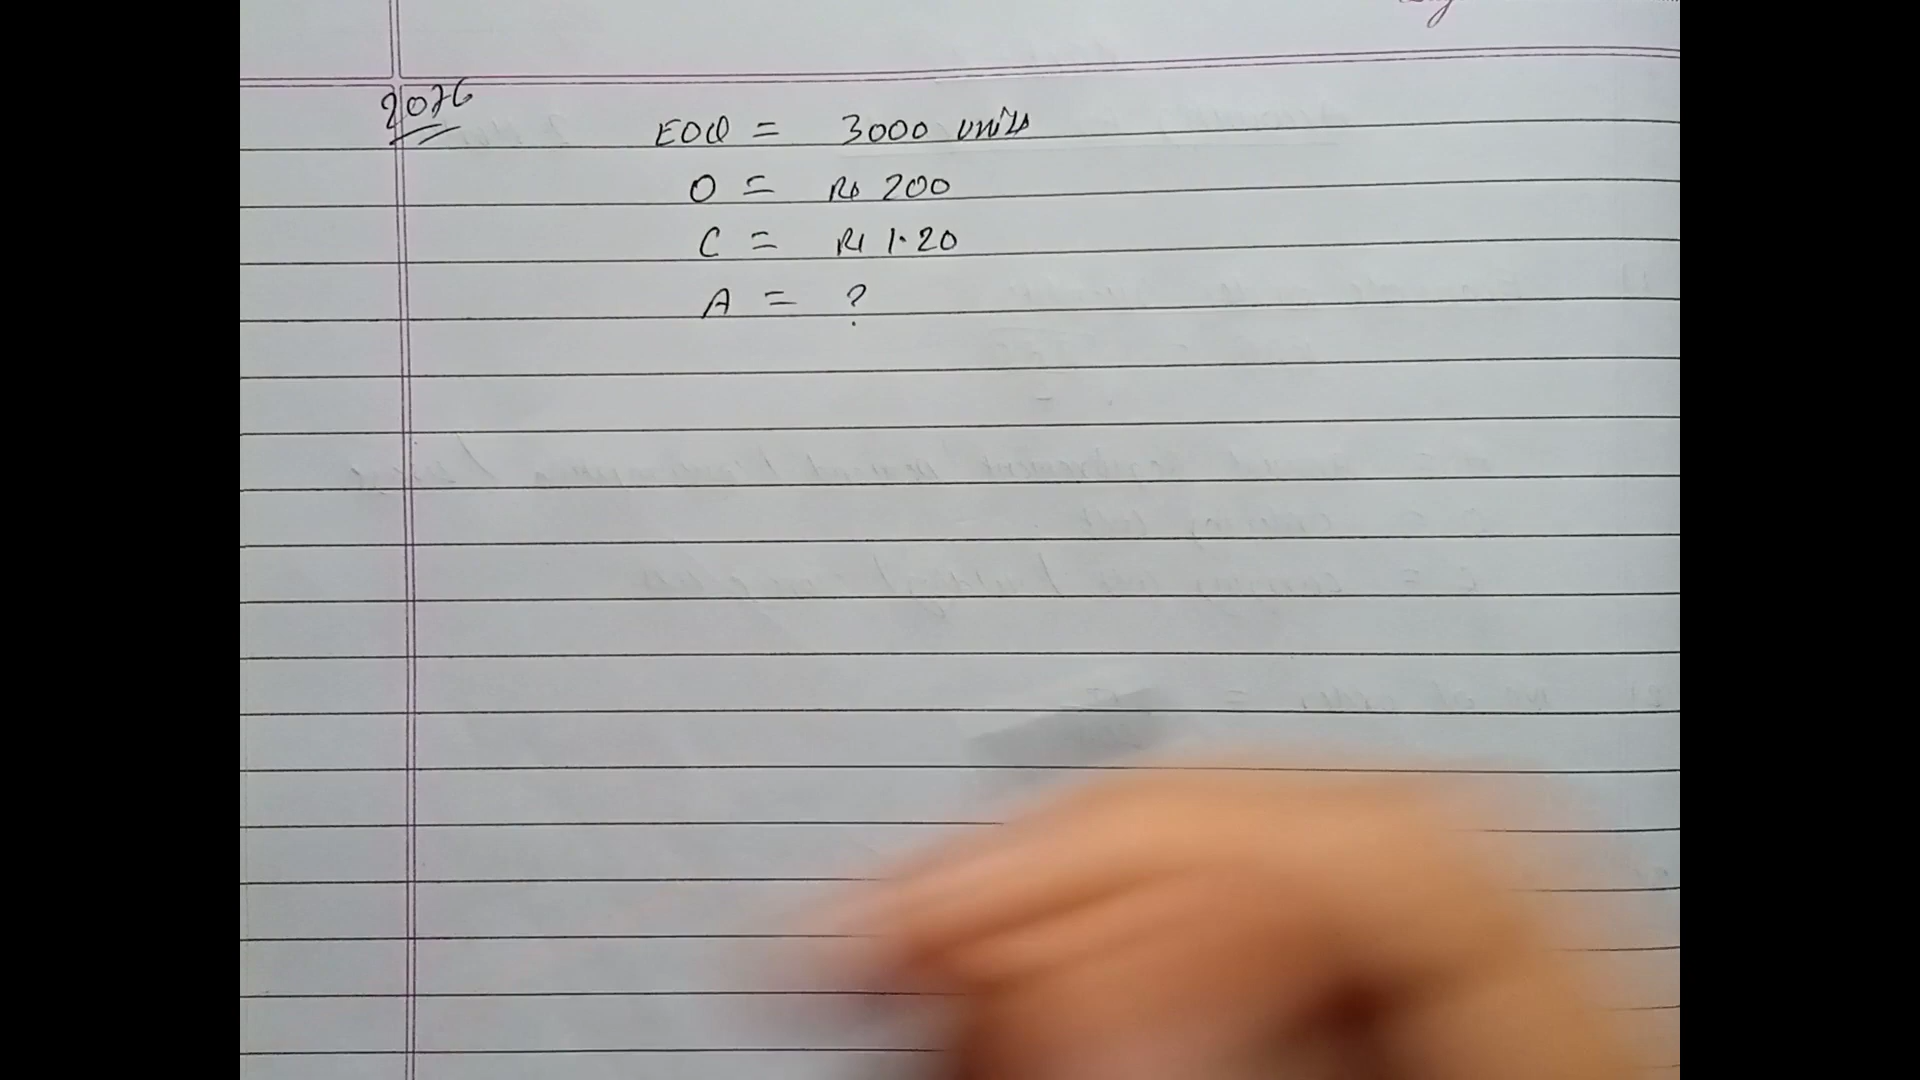 2076
EOQ = 3000 units
O = Rs 200
C = Rs 1.20
A = ?